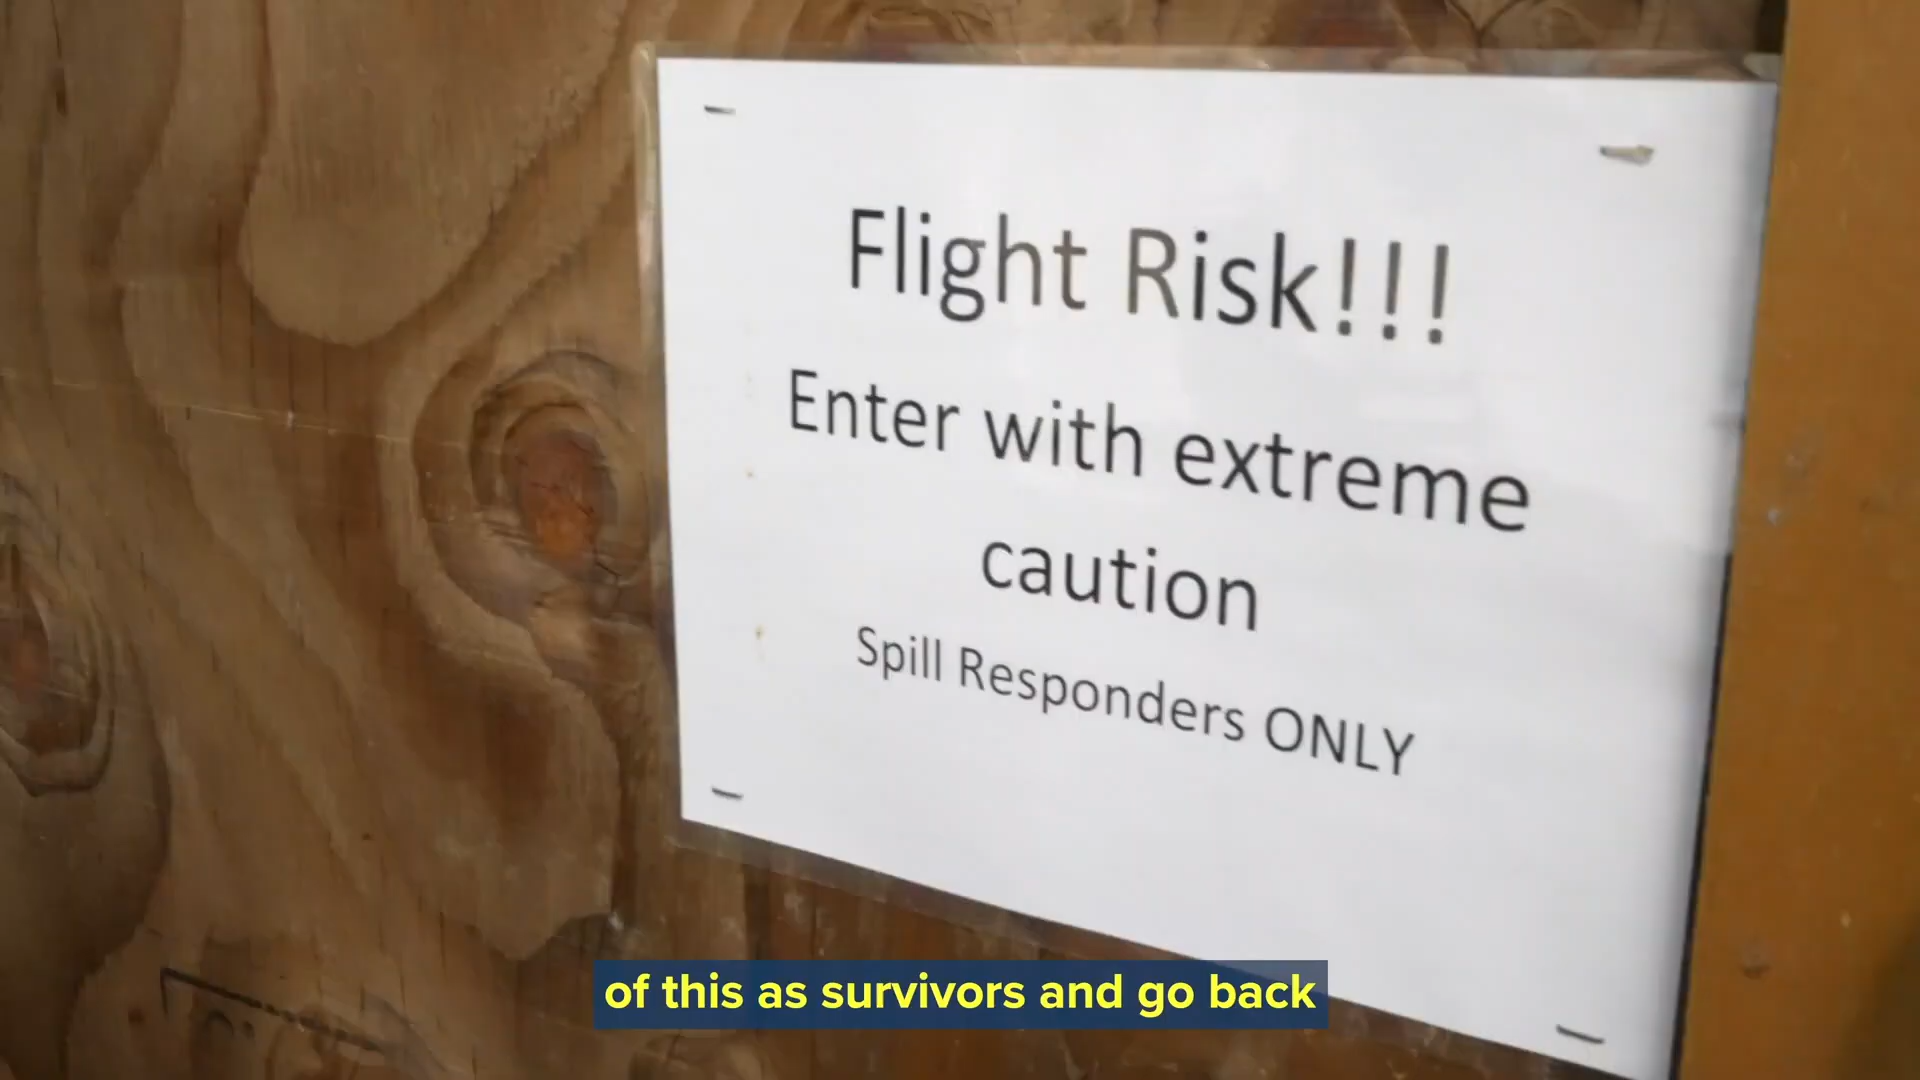 Flight Risk!!!
Enter with extreme
caution
Spill Responders ONLY
of this as survivors and go back